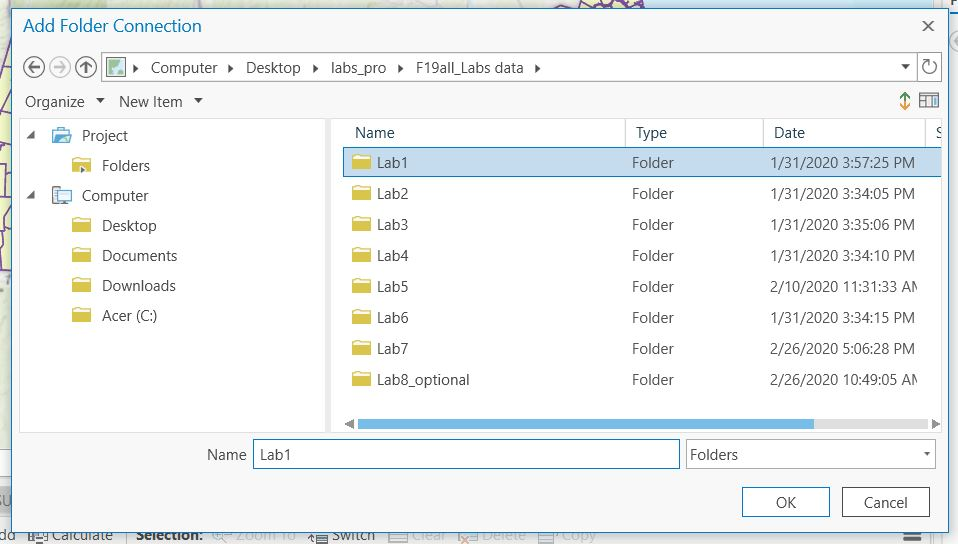 Add Folder Connection
Computer Desktop labs_pro F19all_Labs data
Organize New Item
Project
Folders
Computer
Desktop
Documents
Downloads
Acer (C:)
Name Type Date S
Lab1 Folder 1/31/2020 3:57:25 PM
Lab2 Folder 1/31/2020 3:34:05 PM
Lab3 Folder 1/31/2020 3:35:06 PM
Lab4 Folder 1/31/2020 3:34:10 PM
Lab5 Folder 2/10/2020 11:31:33 AM
Lab6 Folder 1/31/2020 3:34:15 PM
Lab7 Folder 2/26/2020 5:06:28 PM
Lab8_optional Folder 2/26/2020 10:49:05 AM
Name Lab1 Folders
OK Cancel
Calculate Selection: Zoom To Switch Clear Delete Copy